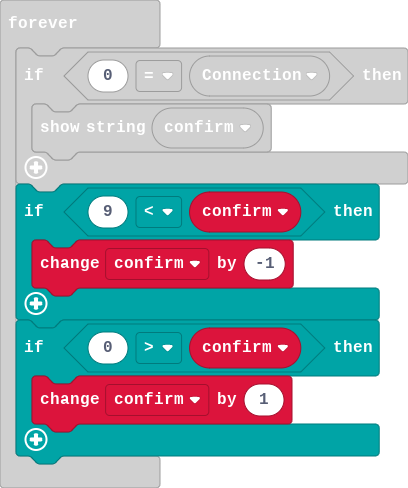 forever
if 0 = Connection then
show string confirm
if 9 < confirm then
change confirm by -1
if 0 > confirm then
change confirm by 1